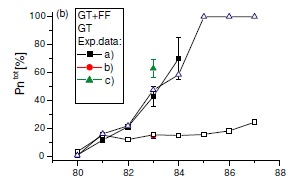 (b)
GT+FF
GT
Exp.data:
a)
b)
c)
Pn^tot [%]
100
80
60
40
20
0
80 82 84 86 88